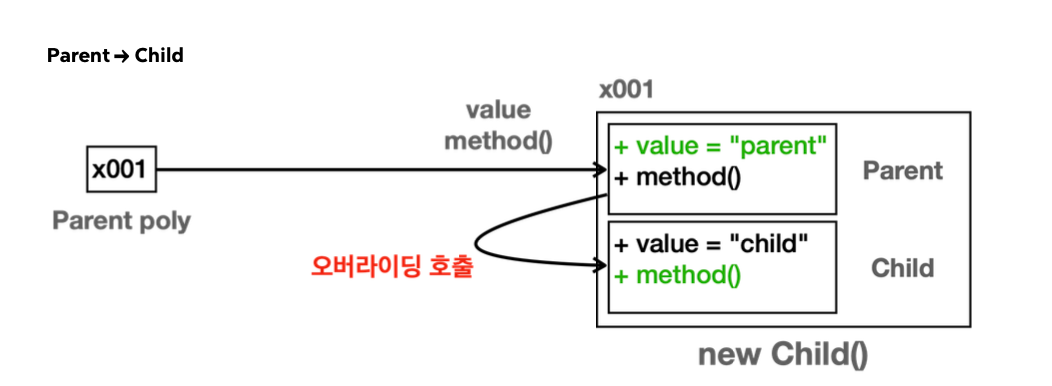 Parent → Child
x001
value
method()
+ value = "parent"
+ method()
Parent
x001
Parent poly
오버라이딩 호출
+ value = "child"
+ method()
Child
new Child()